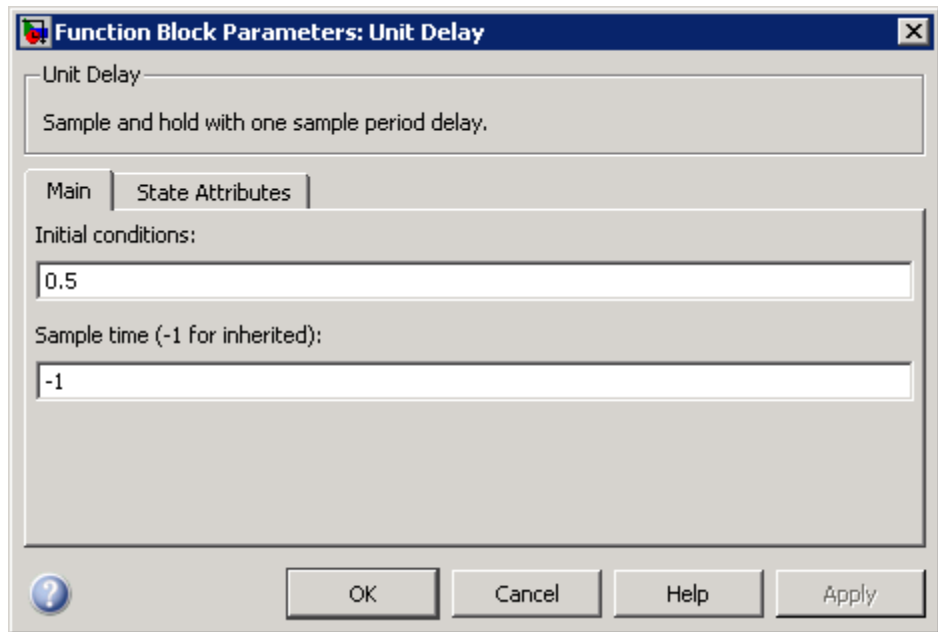 Function Block Parameters: Unit Delay
Unit Delay
Sample and hold with one sample period delay.
Main State Attributes
Initial conditions:
0.5
Sample time (-1 for inherited):
-1
OK Cancel Help Apply